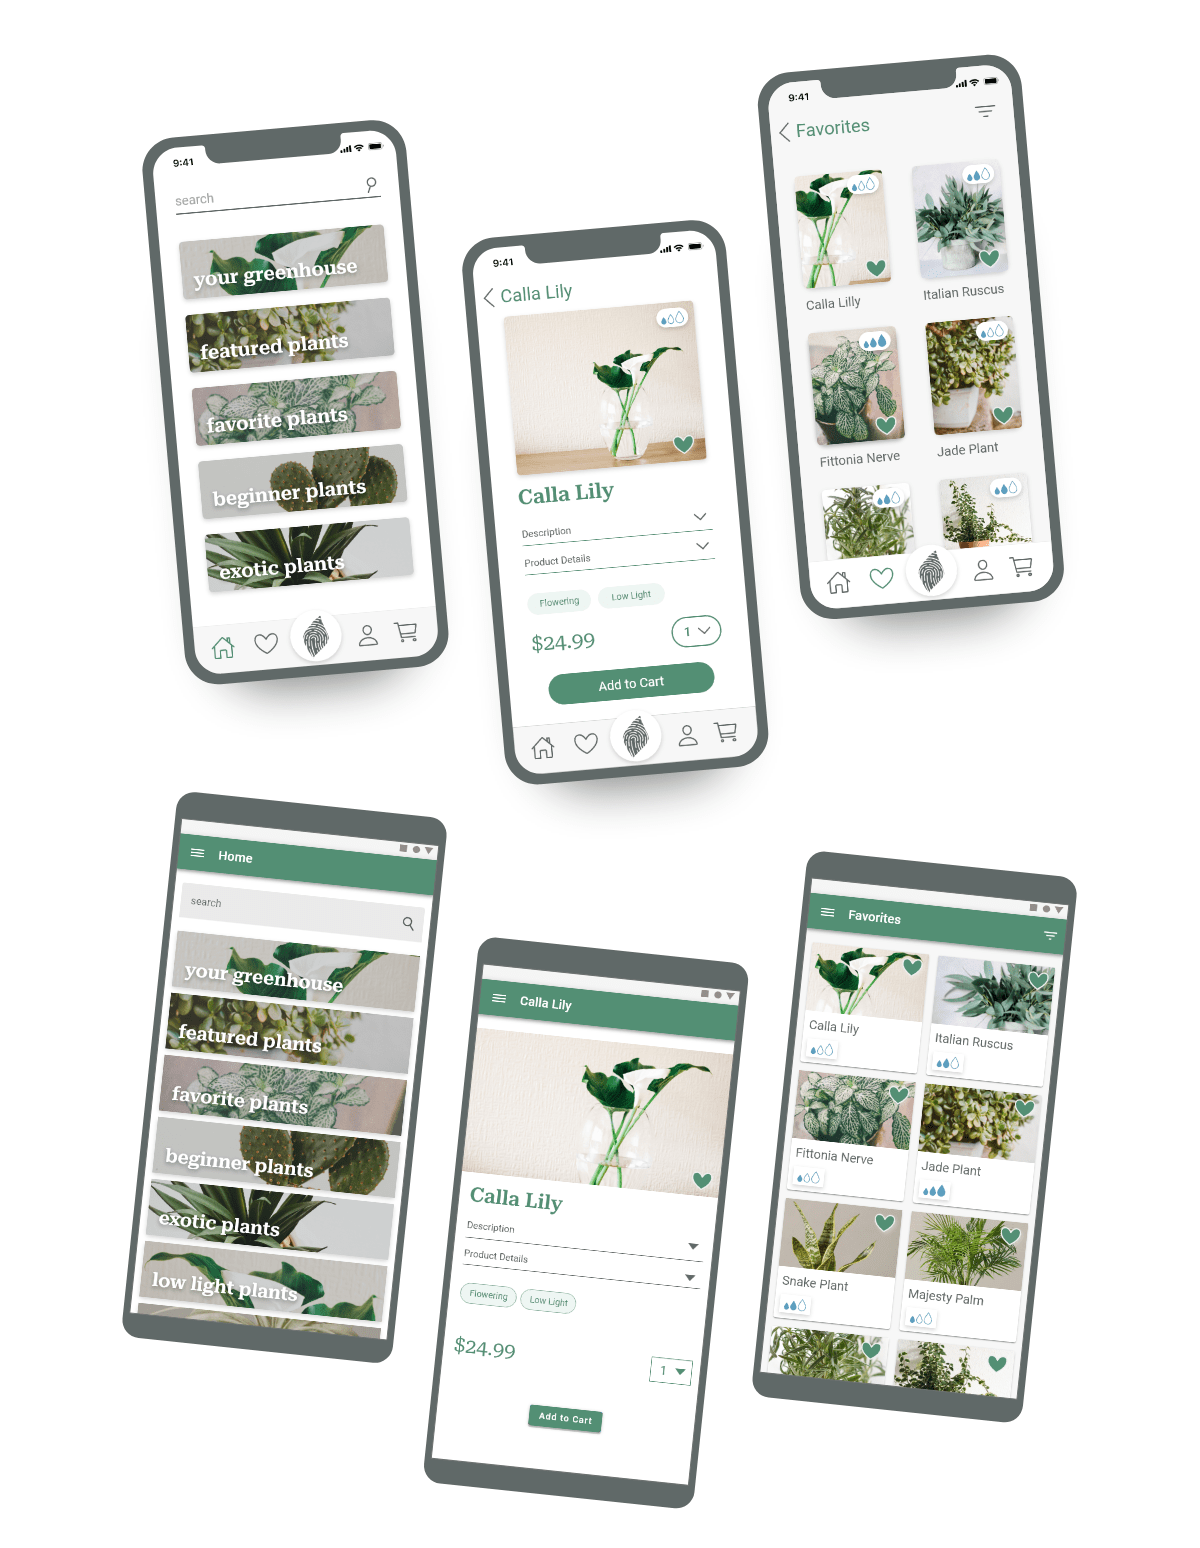 9:41
search
your greenhouse
featured plants
favorite plants
beginner plants
exotic plants
9:41
Calla Lily
Calla Lily
Description
Product Details
Flowering
Low Light
$24.99
1
Add to Cart
9:41
Favorites
Calla Lilly
Italian Ruscus
Fittonia Nerve
Jade Plant
Home
search
your greenhouse
featured plants
favorite plants
beginner plants
exotic plants
low light plants
Calla Lily
Calla Lily
Description
Product Details
Flowering
Low Light
$24.99
1
Add to Cart
Favorites
Calla Lily
Italian Ruscus
Fittonia Nerve
Jade Plant
Snake Plant
Majesty Palm